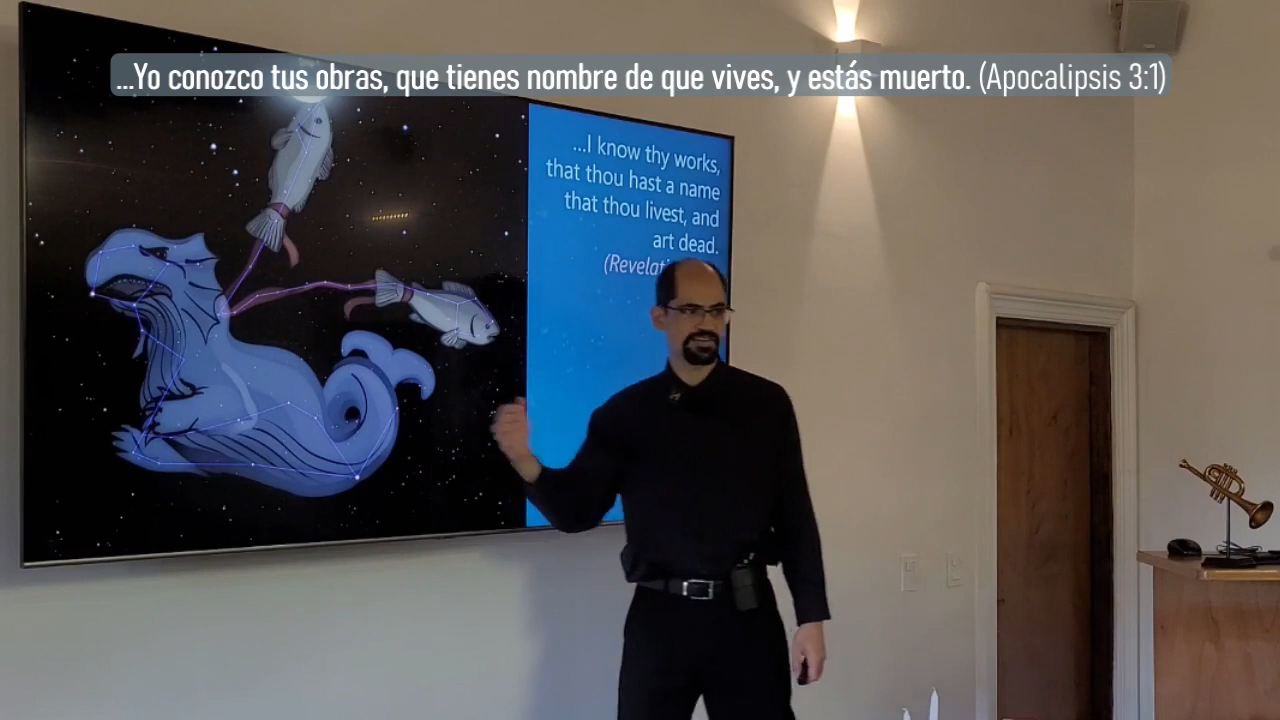 ...Yo conozco tus obras, que tienes nombre de que vives, y estás muerto. (Apocalipsis 3:1)
...I know thy works,
that thou hast a name
that thou livest, and
art dead.